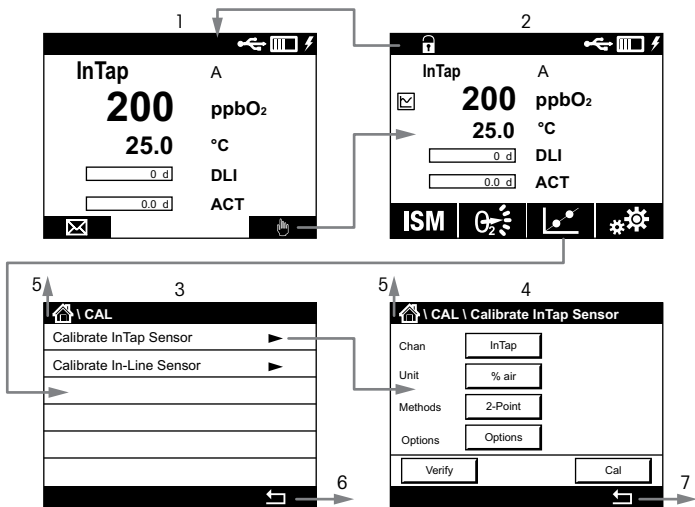 1
InTap A
200 ppbO₂
25.0 °C
0 d DLI
0.0 d ACT
2
InTap A
200 ppbO₂
25.0 °C
0 d DLI
0.0 d ACT
ISM O₂
5 3
\ CAL
Calibrate InTap Sensor
Calibrate In-Line Sensor
6
5 4
\ CAL \ Calibrate InTap Sensor
Chan InTap
Unit % air
Methods 2-Point
Options Options
Verify Cal
7